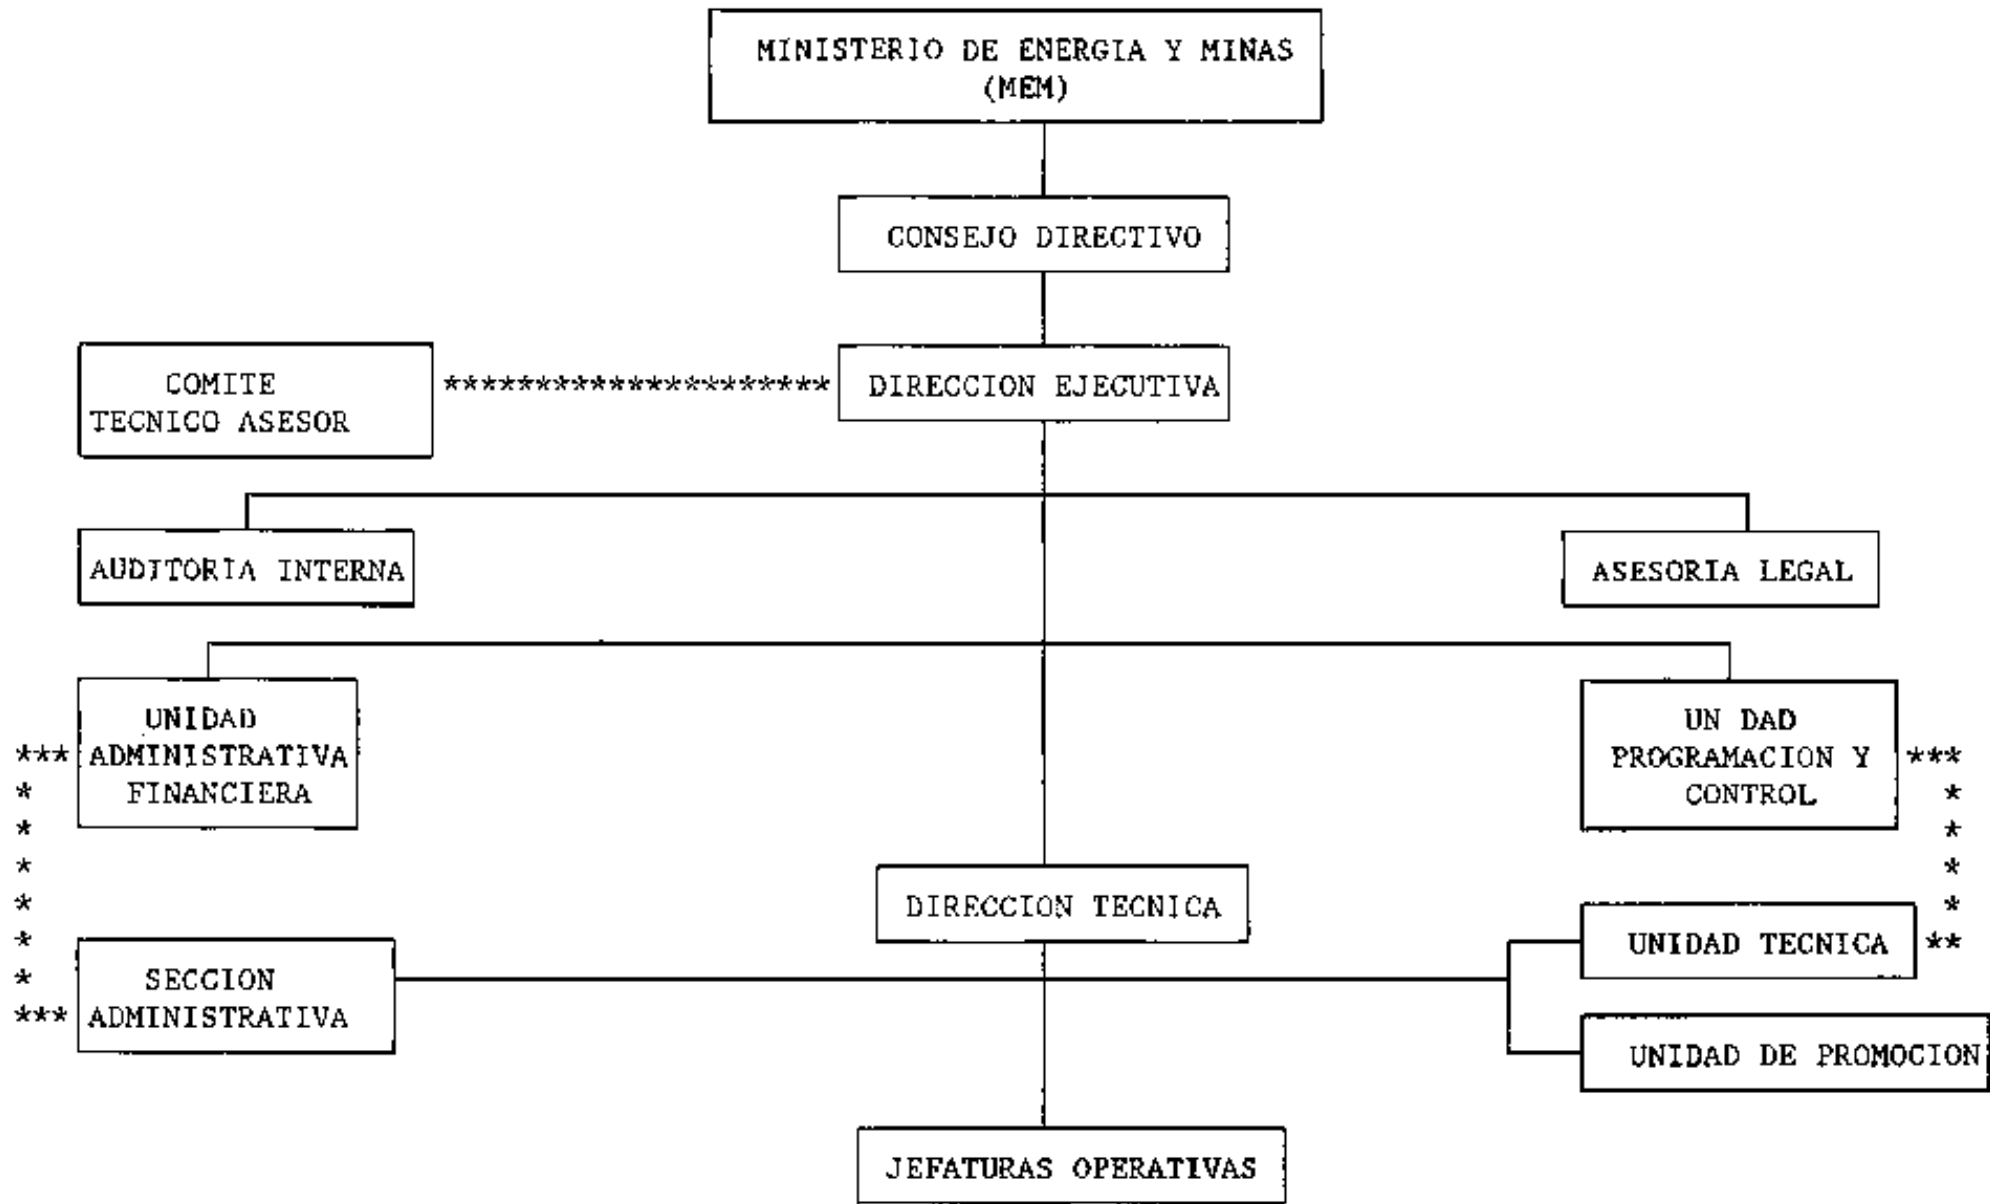 MINISTERIO DE ENERGIA Y MINAS
(MEM)
CONSEJO DIRECTIVO
COMITE
TECNICO ASESOR
********************* DIRECCION EJECUTIVA
AUDITORIA INTERNA
ASESORIA LEGAL
UNIDAD
ADMINISTRATIVA
FINANCIERA
UN DAD
PROGRAMACION Y
CONTROL
DIRECCION TECNICA
SECCION
ADMINISTRATIVA
UNIDAD TECNICA
UNIDAD DE PROMOCION
JEFATURAS OPERATIVAS